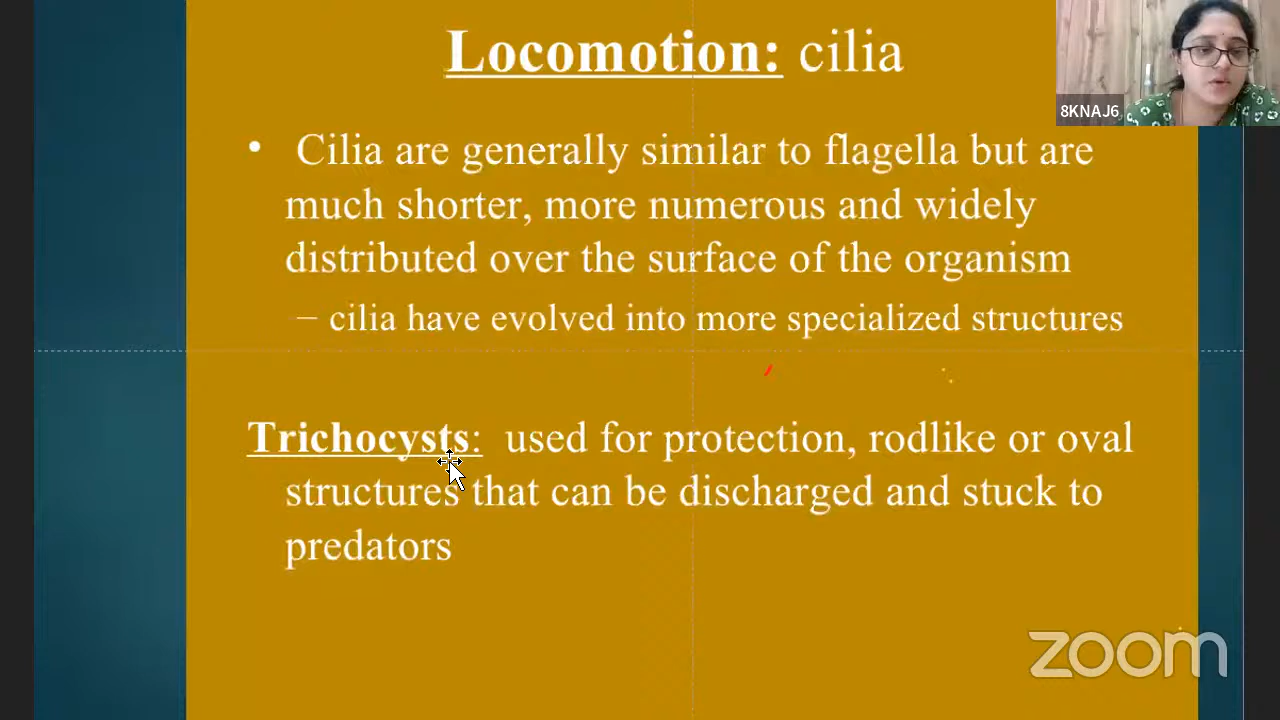 Locomotion: cilia
8KNAJ6
• Cilia are generally similar to flagella but are
much shorter, more numerous and widely
distributed over the surface of the organism
– cilia have evolved into more specialized structures
Trichocysts: used for protection, rodlike or oval
structures that can be discharged and stuck to
predators
zoom